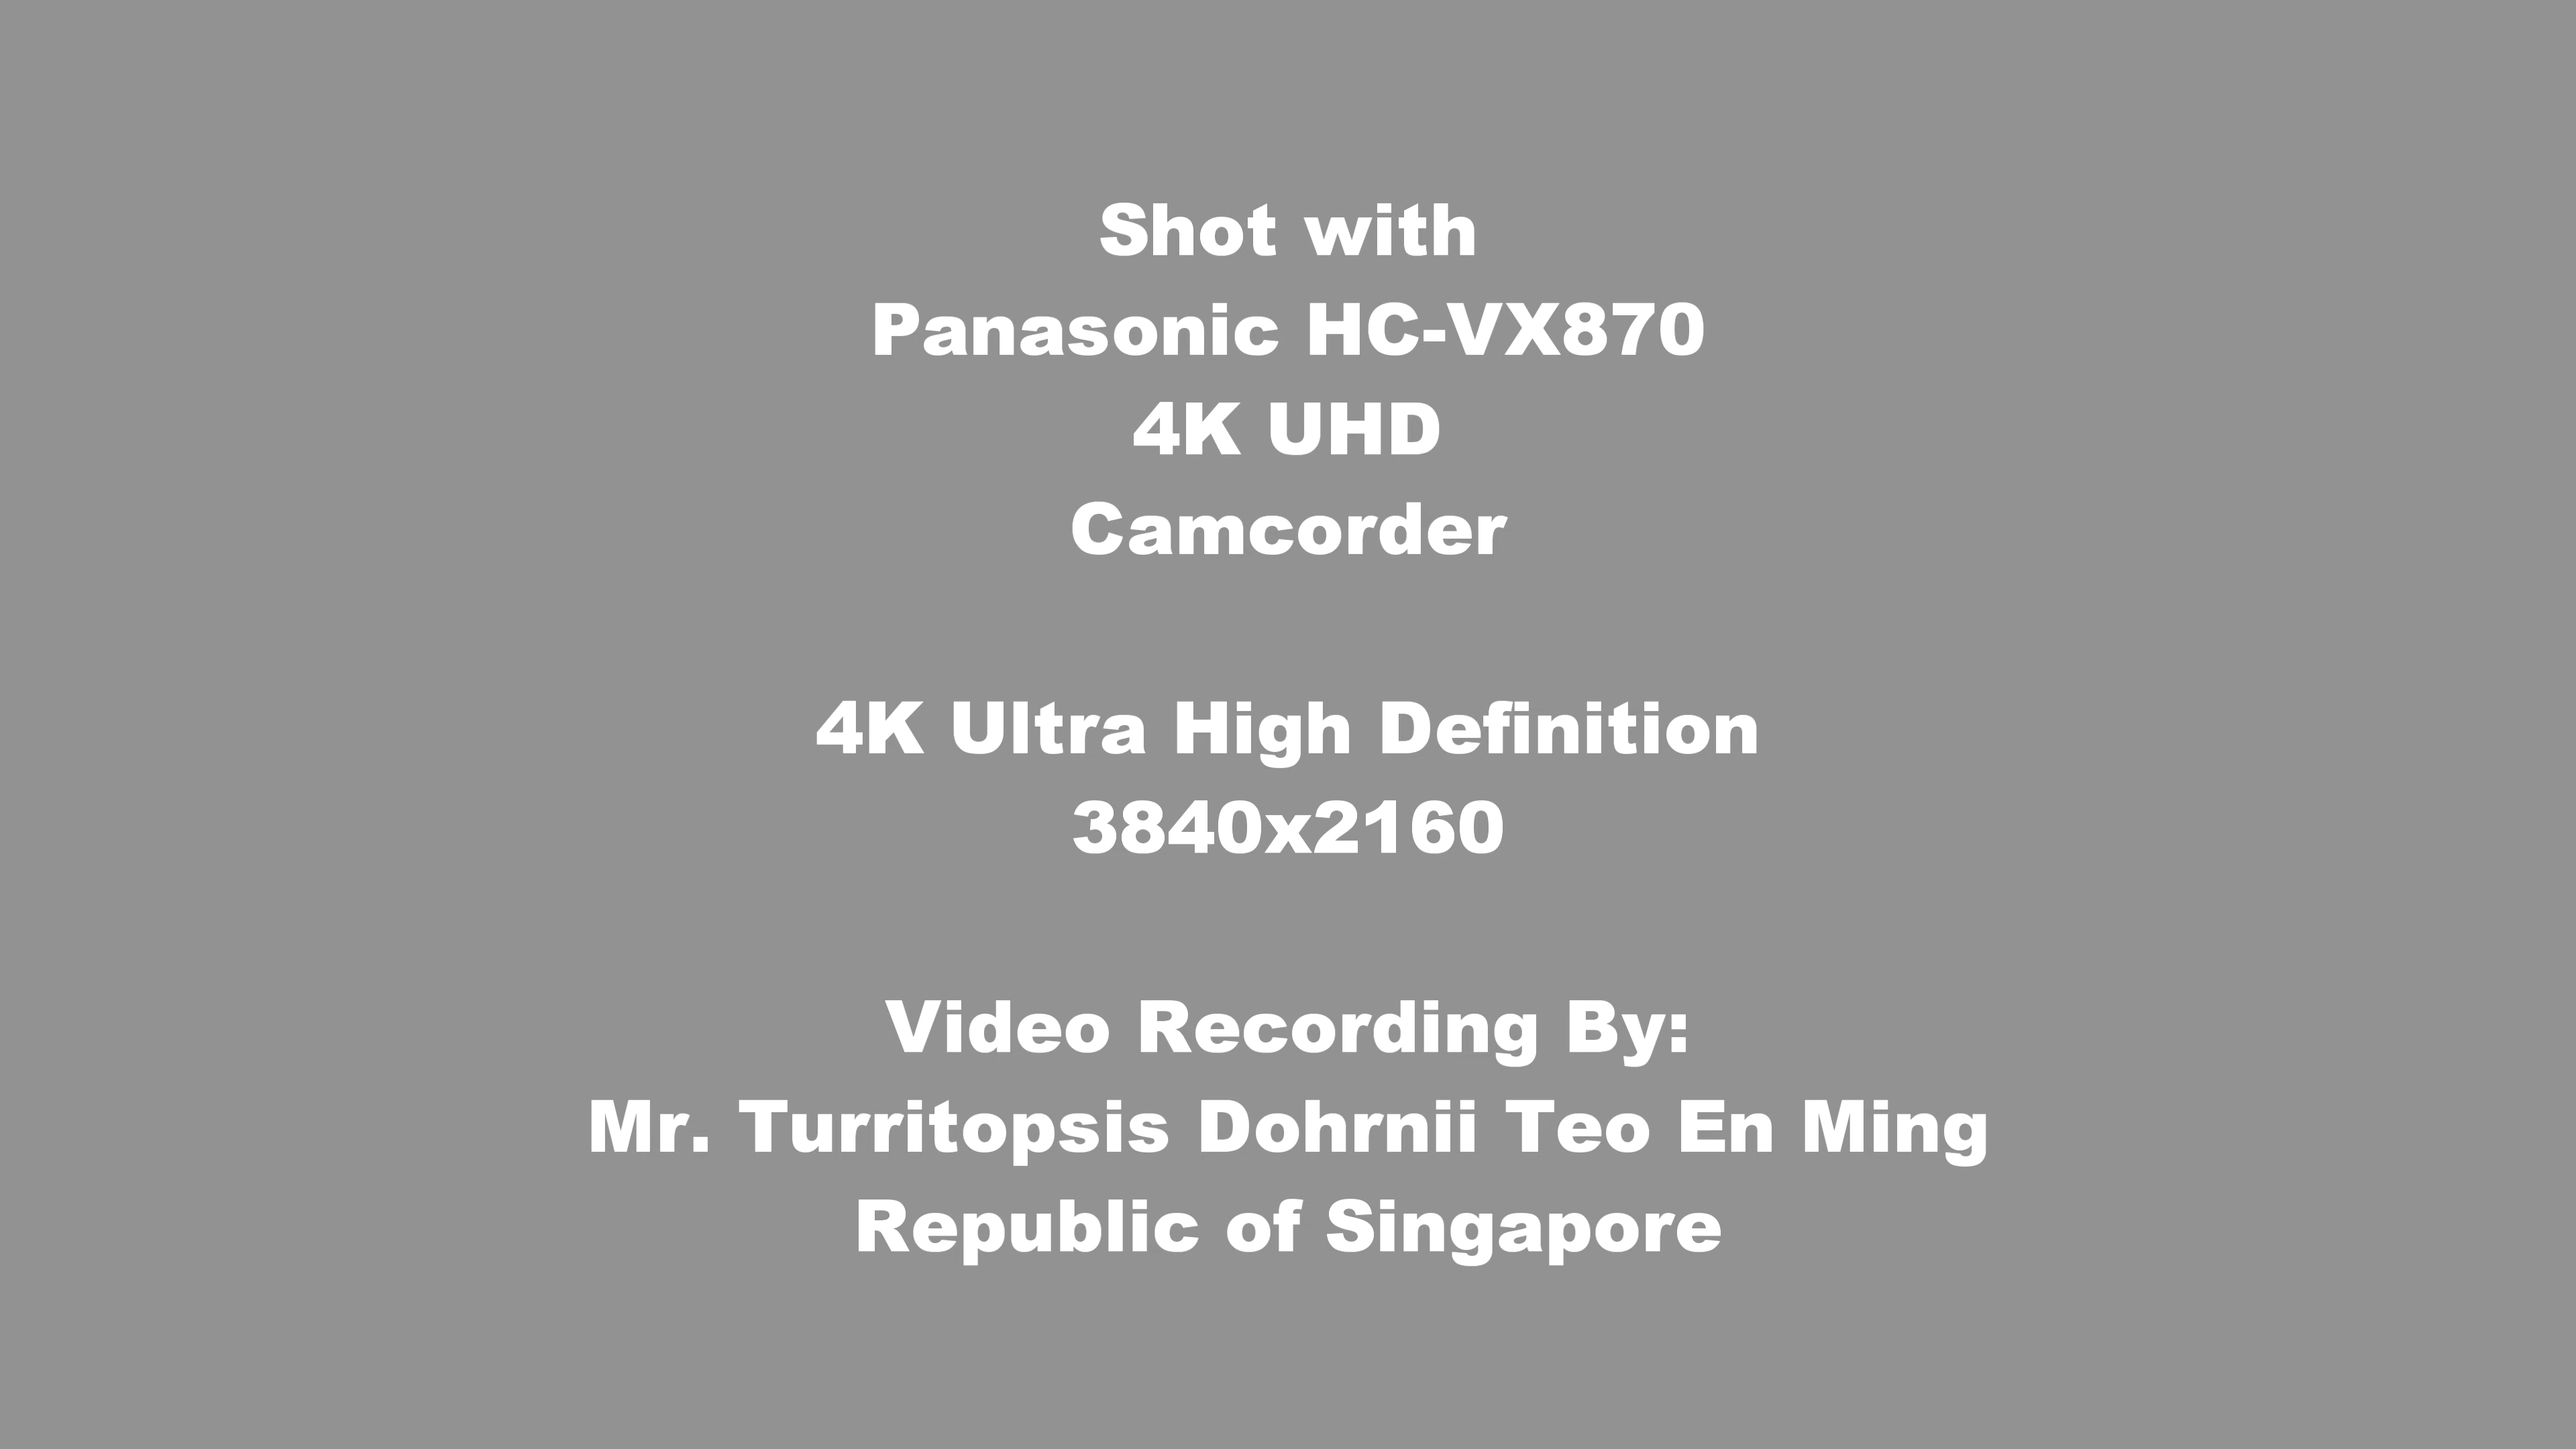 Shot with
Panasonic HC-VX870
4K UHD
Camcorder
4K Ultra High Definition
3840x2160
Video Recording By:
Mr. Turritopsis Dohrnii Teo En Ming
Republic of Singapore